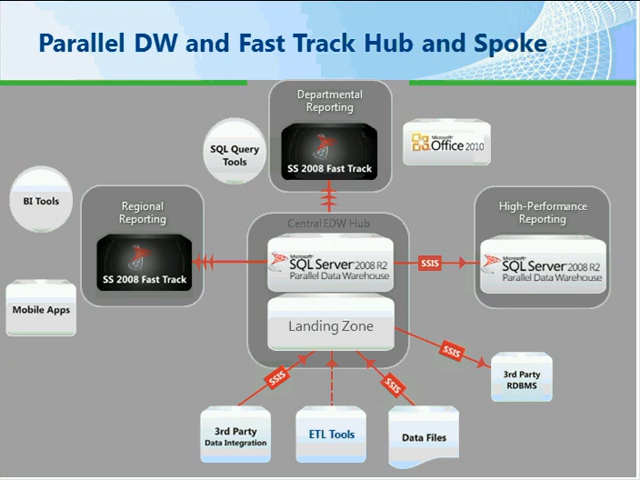 Parallel DW and Fast Track Hub and Spoke
Departmental
Reporting
SS 2008 Fast Track
SQL Query
Tools
Microsoft
Office 2010
BI Tools
Regional
Reporting
SS 2008 Fast Track
Mobile Apps
Central EDW Hub
Microsoft
SQL Server 2008 R2
Parallel Data Warehouse
Landing Zone
SSIS
High-Performance
Reporting
Microsoft
SQL Server 2008 R2
Parallel Data Warehouse
SSIS
3rd Party
RDBMS
SSIS
SSIS
3rd Party
Data Integration
ETL Tools
Data Files